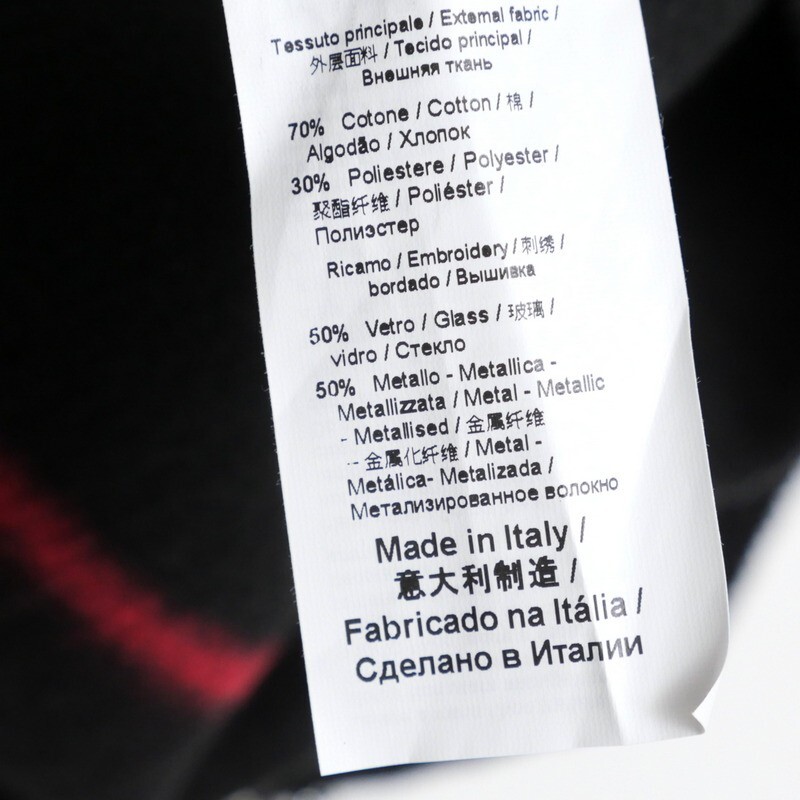 Tessuto principale / External fabric /
外层面料 / Tecido principal /
Внешняя ткань
70% Cotone / Cotton / 棉 /
Algodão / Хлопок
30% Poliestere / Polyester /
聚酯纤维 / Poliéster /
Полиэстер
Ricamo / Embroidery / 刺绣 /
bordado / Вышивка
50% Vetro / Glass / 玻璃 /
vidro / Стекло
50% Metallo - Metallica -
Metallizzata / Metal - Metallic
- Metallised / 金属纤维
-- 金属化纤维 / Metal -
Metálica- Metalizada /
Метализированное волокно
Made in Italy /
意大利制造 /
Fabricado na Itália /
Сделано в Италии